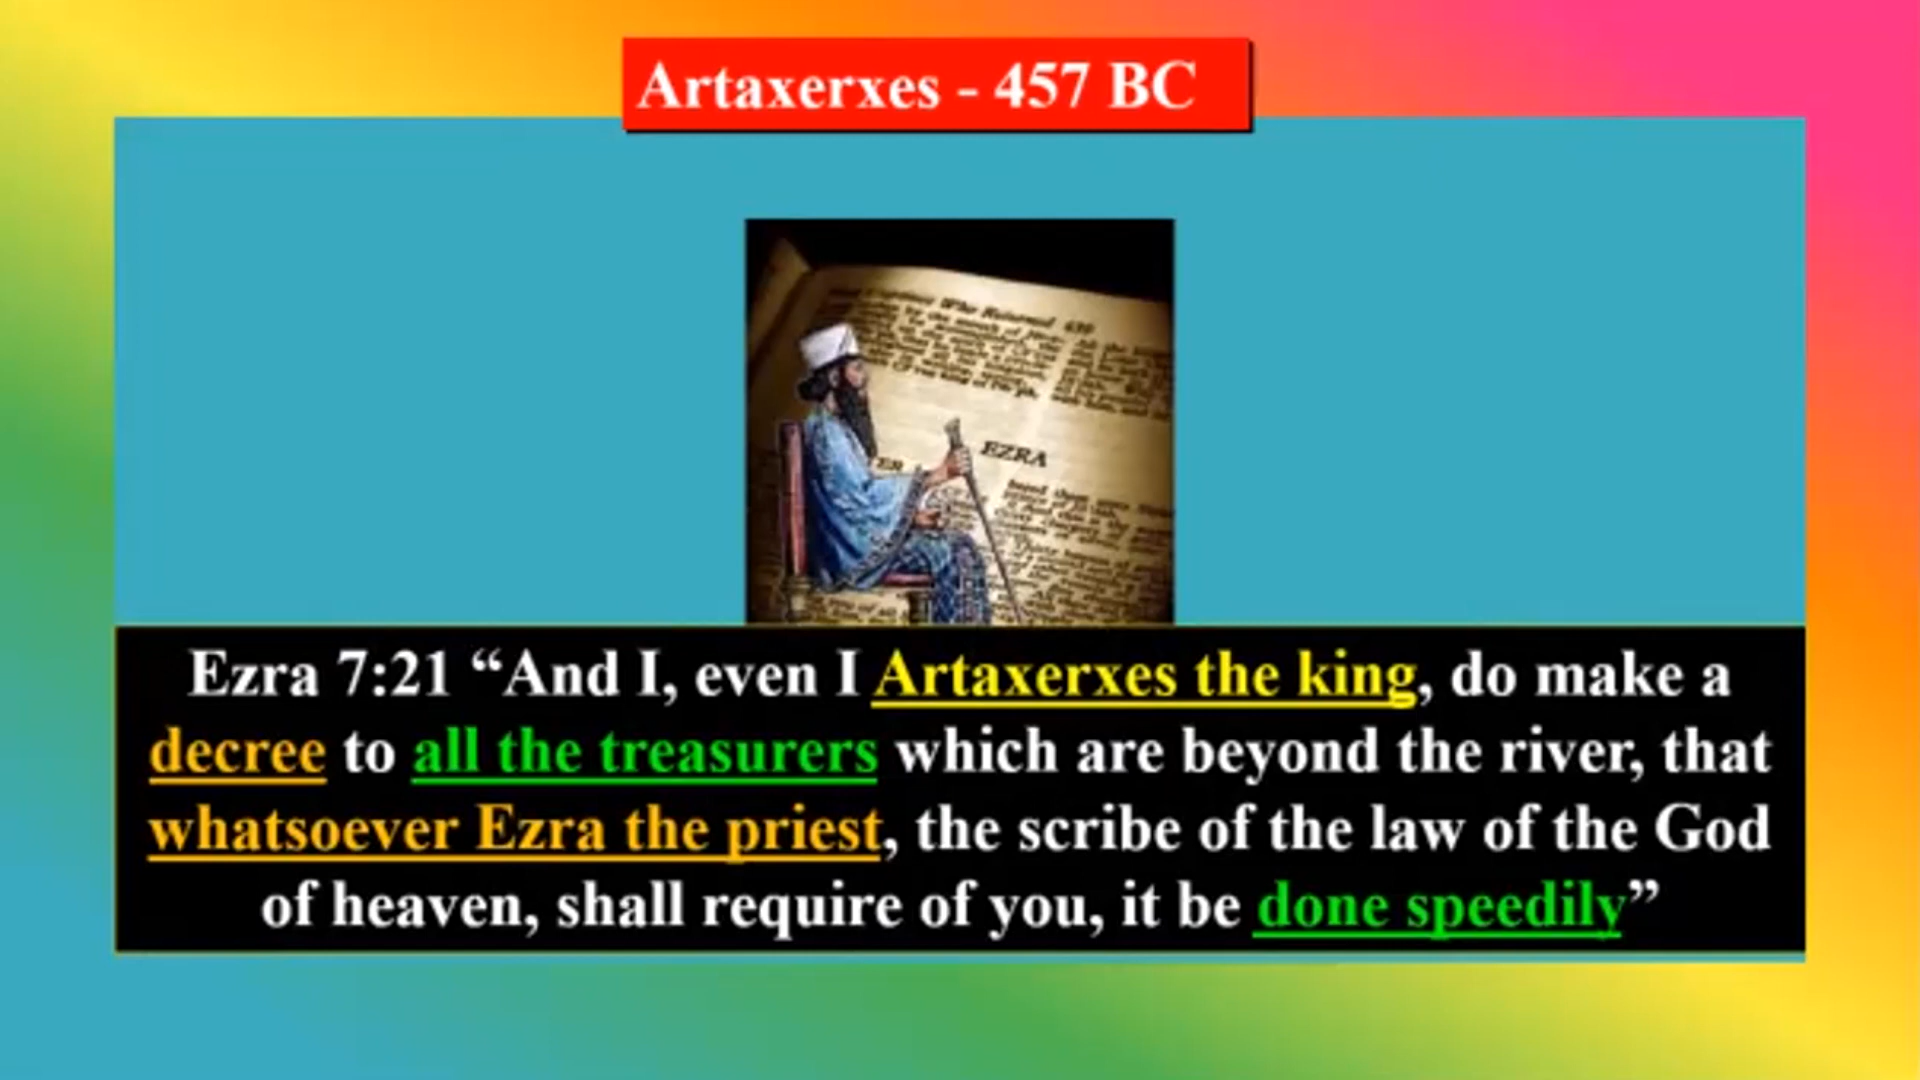 Artaxerxes - 457 BC
EZRA
Ezra 7:21 “And I, even I Artaxerxes the king, do make a
decree to all the treasurers which are beyond the river, that
whatsoever Ezra the priest, the scribe of the law of the God
of heaven, shall require of you, it be done speedily”